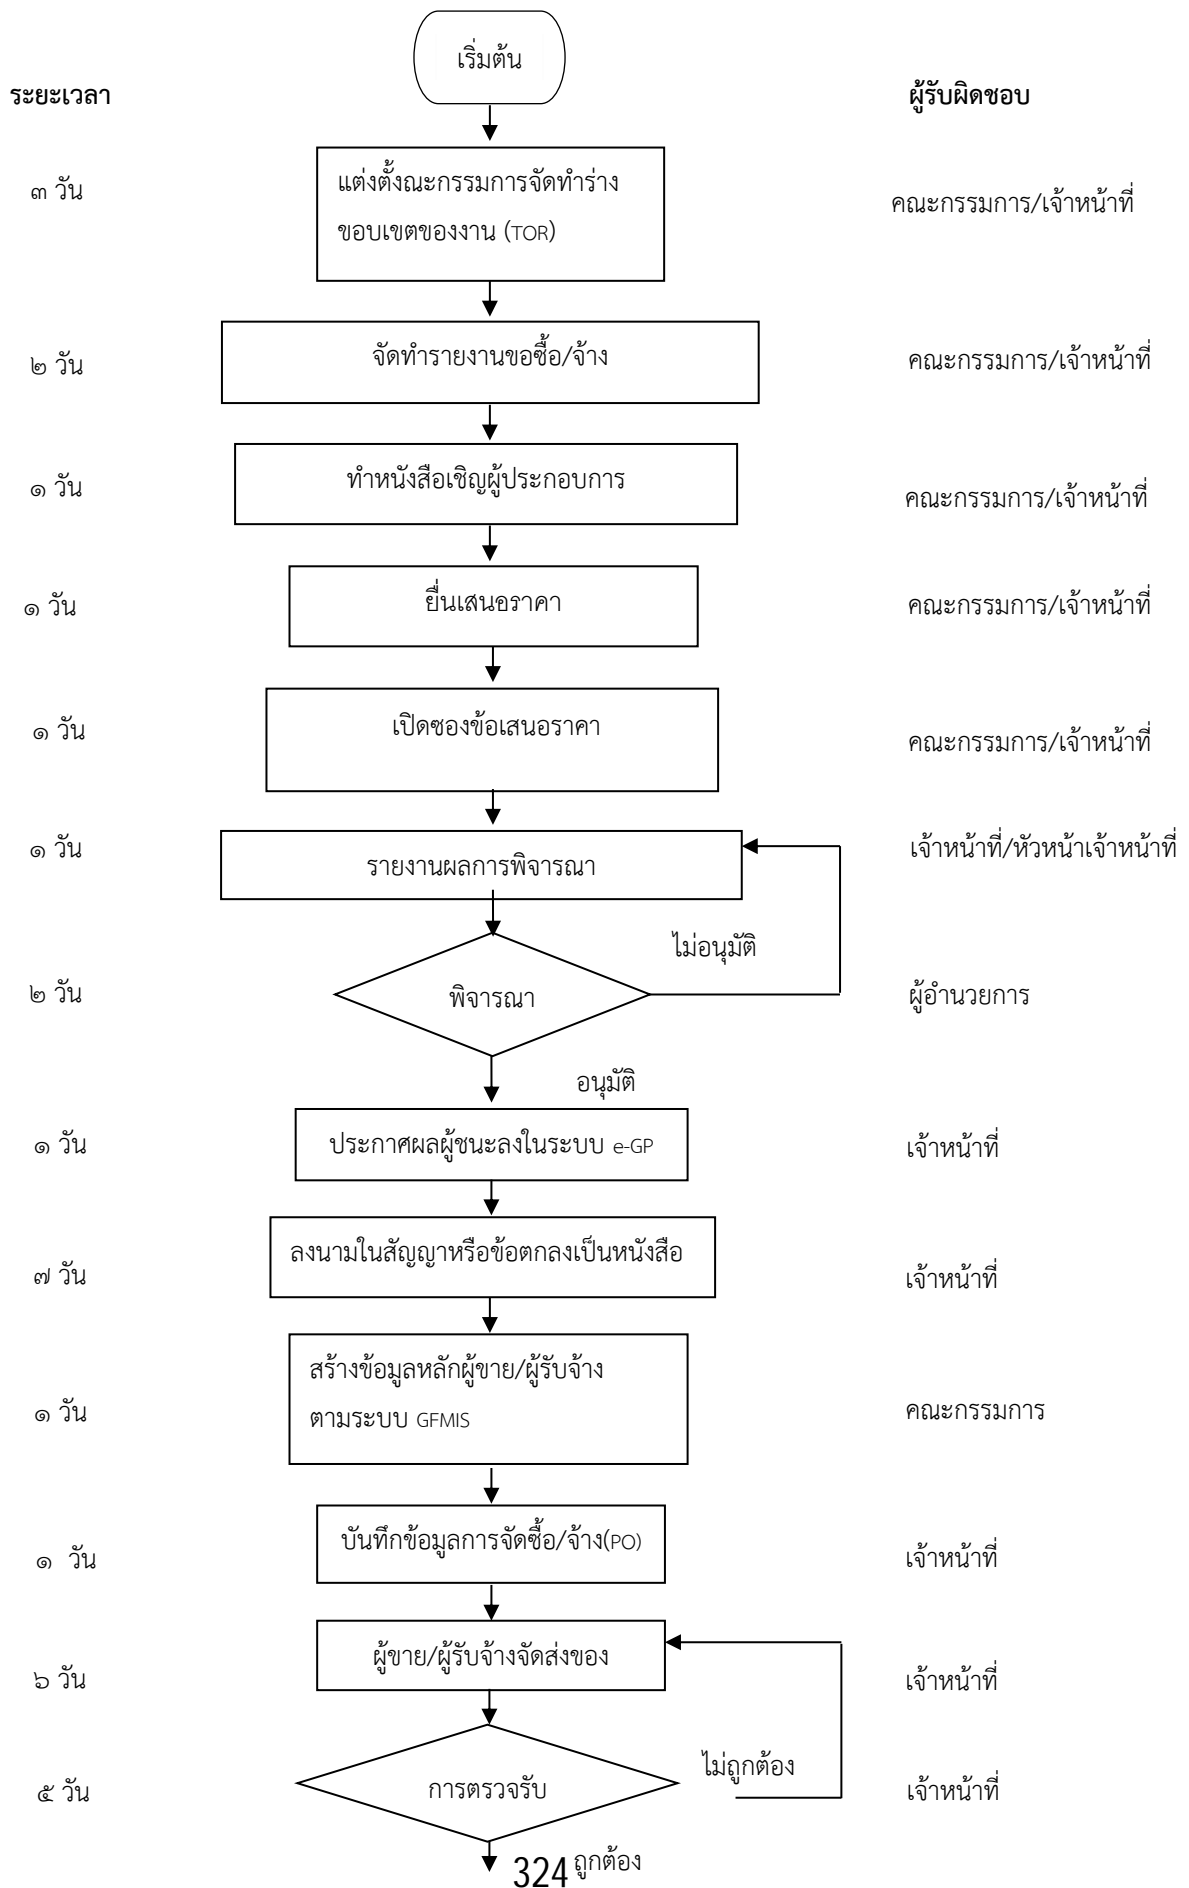 เริ่มต้น
ระยะเวลา
ผู้รับผิดชอบ
๓ วัน
แต่งตั้งณะกรรมการจัดทำร่าง
ขอบเขตของงาน (TOR)
คณะกรรมการ/เจ้าหน้าที่
๒ วัน
จัดทำรายงานขอซื้อ/จ้าง
คณะกรรมการ/เจ้าหน้าที่
๑ วัน
ทำหนังสือเชิญผู้ประกอบการ
คณะกรรมการ/เจ้าหน้าที่
๑ วัน
ยื่นเสนอราคา
คณะกรรมการ/เจ้าหน้าที่
๑ วัน
เปิดซองข้อเสนอราคา
คณะกรรมการ/เจ้าหน้าที่
๑ วัน
รายงานผลการพิจารณา
เจ้าหน้าที่/หัวหน้าเจ้าหน้าที่
ไม่อนุมัติ
๒ วัน
พิจารณา
ผู้อำนวยการ
อนุมัติ
๑ วัน
ประกาศผลผู้ชนะลงในระบบ e-GP
เจ้าหน้าที่
๗ วัน
ลงนามในสัญญาหรือข้อตกลงเป็นหนังสือ
เจ้าหน้าที่
๑ วัน
สร้างข้อมูลหลักผู้ขาย/ผู้รับจ้าง
ตามระบบ GFMIS
คณะกรรมการ
๑ วัน
บันทึกข้อมูลการจัดซื้อ/จ้าง(PO)
เจ้าหน้าที่
๖ วัน
ผู้ขาย/ผู้รับจ้างจัดส่งของ
เจ้าหน้าที่
ไม่ถูกต้อง
๕ วัน
การตรวจรับ
เจ้าหน้าที่
ถูกต้อง
324